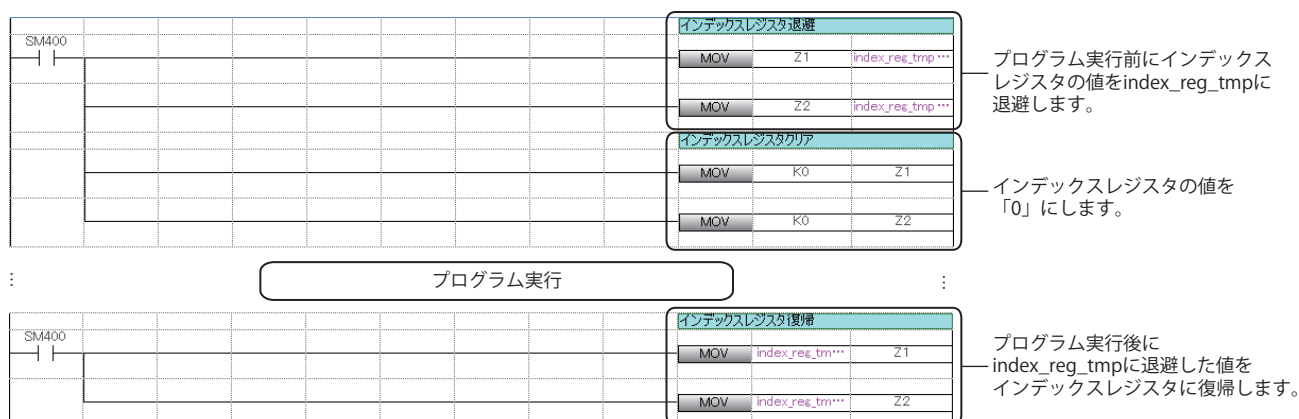 インデックスレジスタ退避
SM400
MOV Z1 index_reg_tmp…
MOV Z2 index_reg_tmp…
プログラム実行前にインデックス
レジスタの値をindex_reg_tmpに
退避します。
インデックスレジスタクリア
MOV K0 Z1
MOV K0 Z2
インデックスレジスタの値を
「0」にします。
⋮ プログラム実行 ⋮
インデックスレジスタ復帰
SM400
MOV index_reg_tm… Z1
MOV index_reg_tm… Z2
プログラム実行後に
index_reg_tmpに退避した値を
インデックスレジスタに復帰します。